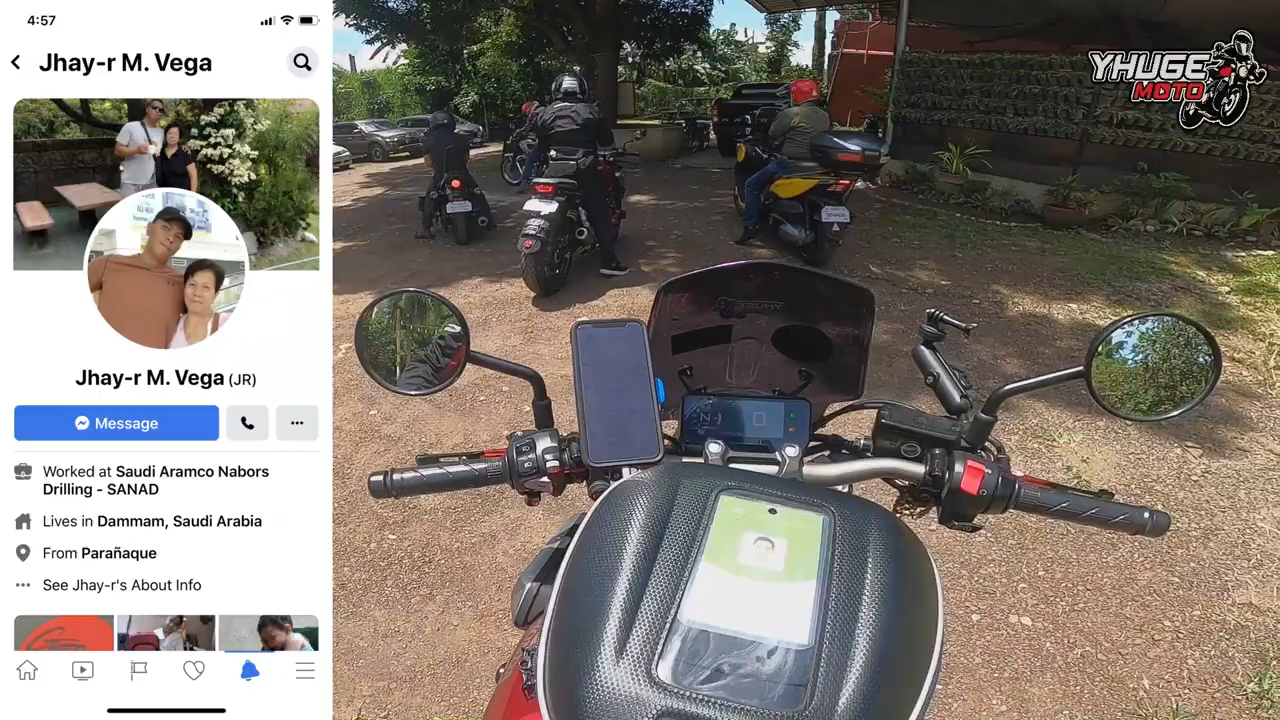 4:57
Jhay-r M. Vega
Jhay-r M. Vega (JR)
Message
Worked at Saudi Aramco Nabors
Drilling - SANAD
Lives in Dammam, Saudi Arabia
From Parañaque
See Jhay-r's About Info
YHUGE
MOTO
N
0